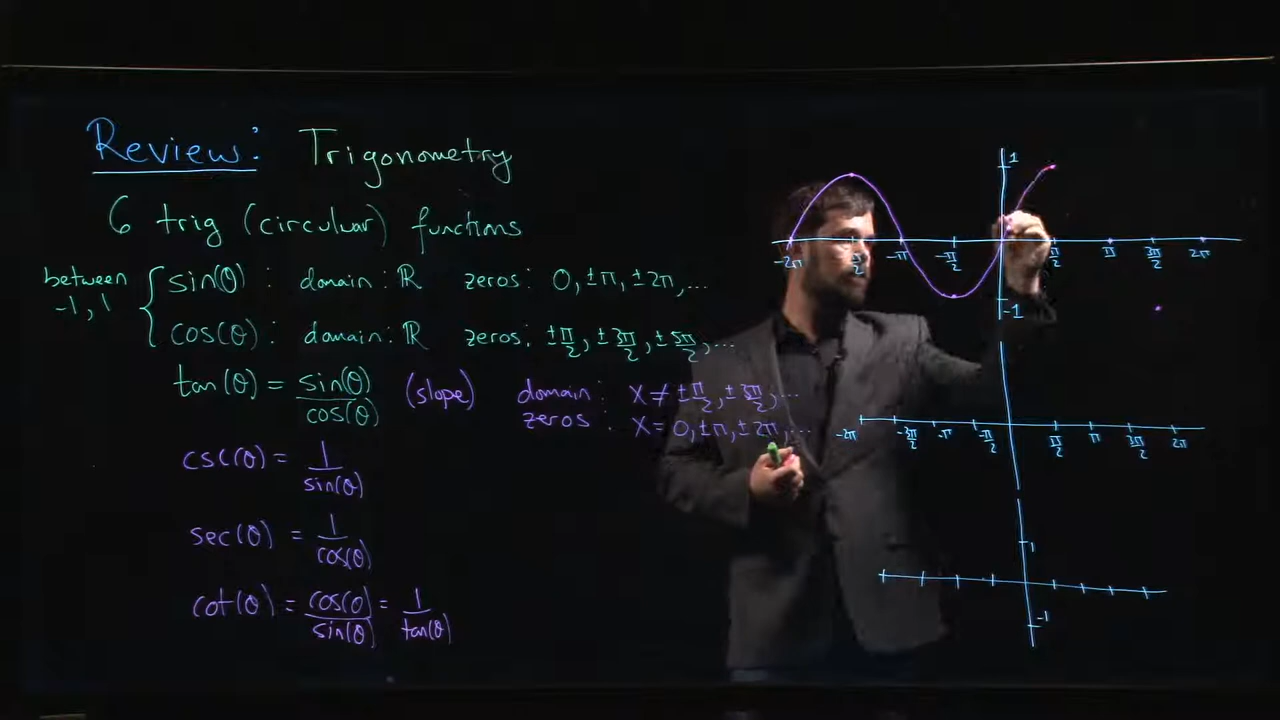 Review: Trigonometry
6 trig (circular) functions
between -1, 1
sin(θ) : domain: ℝ zeros: 0, ±π, ±2π, ...
cos(θ) : domain: ℝ zeros: ±π/2, ±3π/2, ±5π/2, ...
tan(θ) = sin(θ)/cos(θ) (slope) domain: x ≠ ±π/2, ±3π/2, ...
zeros: x = 0, ±π, ±2π, ...
csc(θ) = 1/sin(θ)
sec(θ) = 1/cos(θ)
cot(θ) = cos(θ)/sin(θ) = 1/tan(θ)
1
-2π -π -π/2 π/2 π 3π/2 2π
-1
-2π -3π/2 -π -π/2 π/2 π 3π/2 2π
1
-1